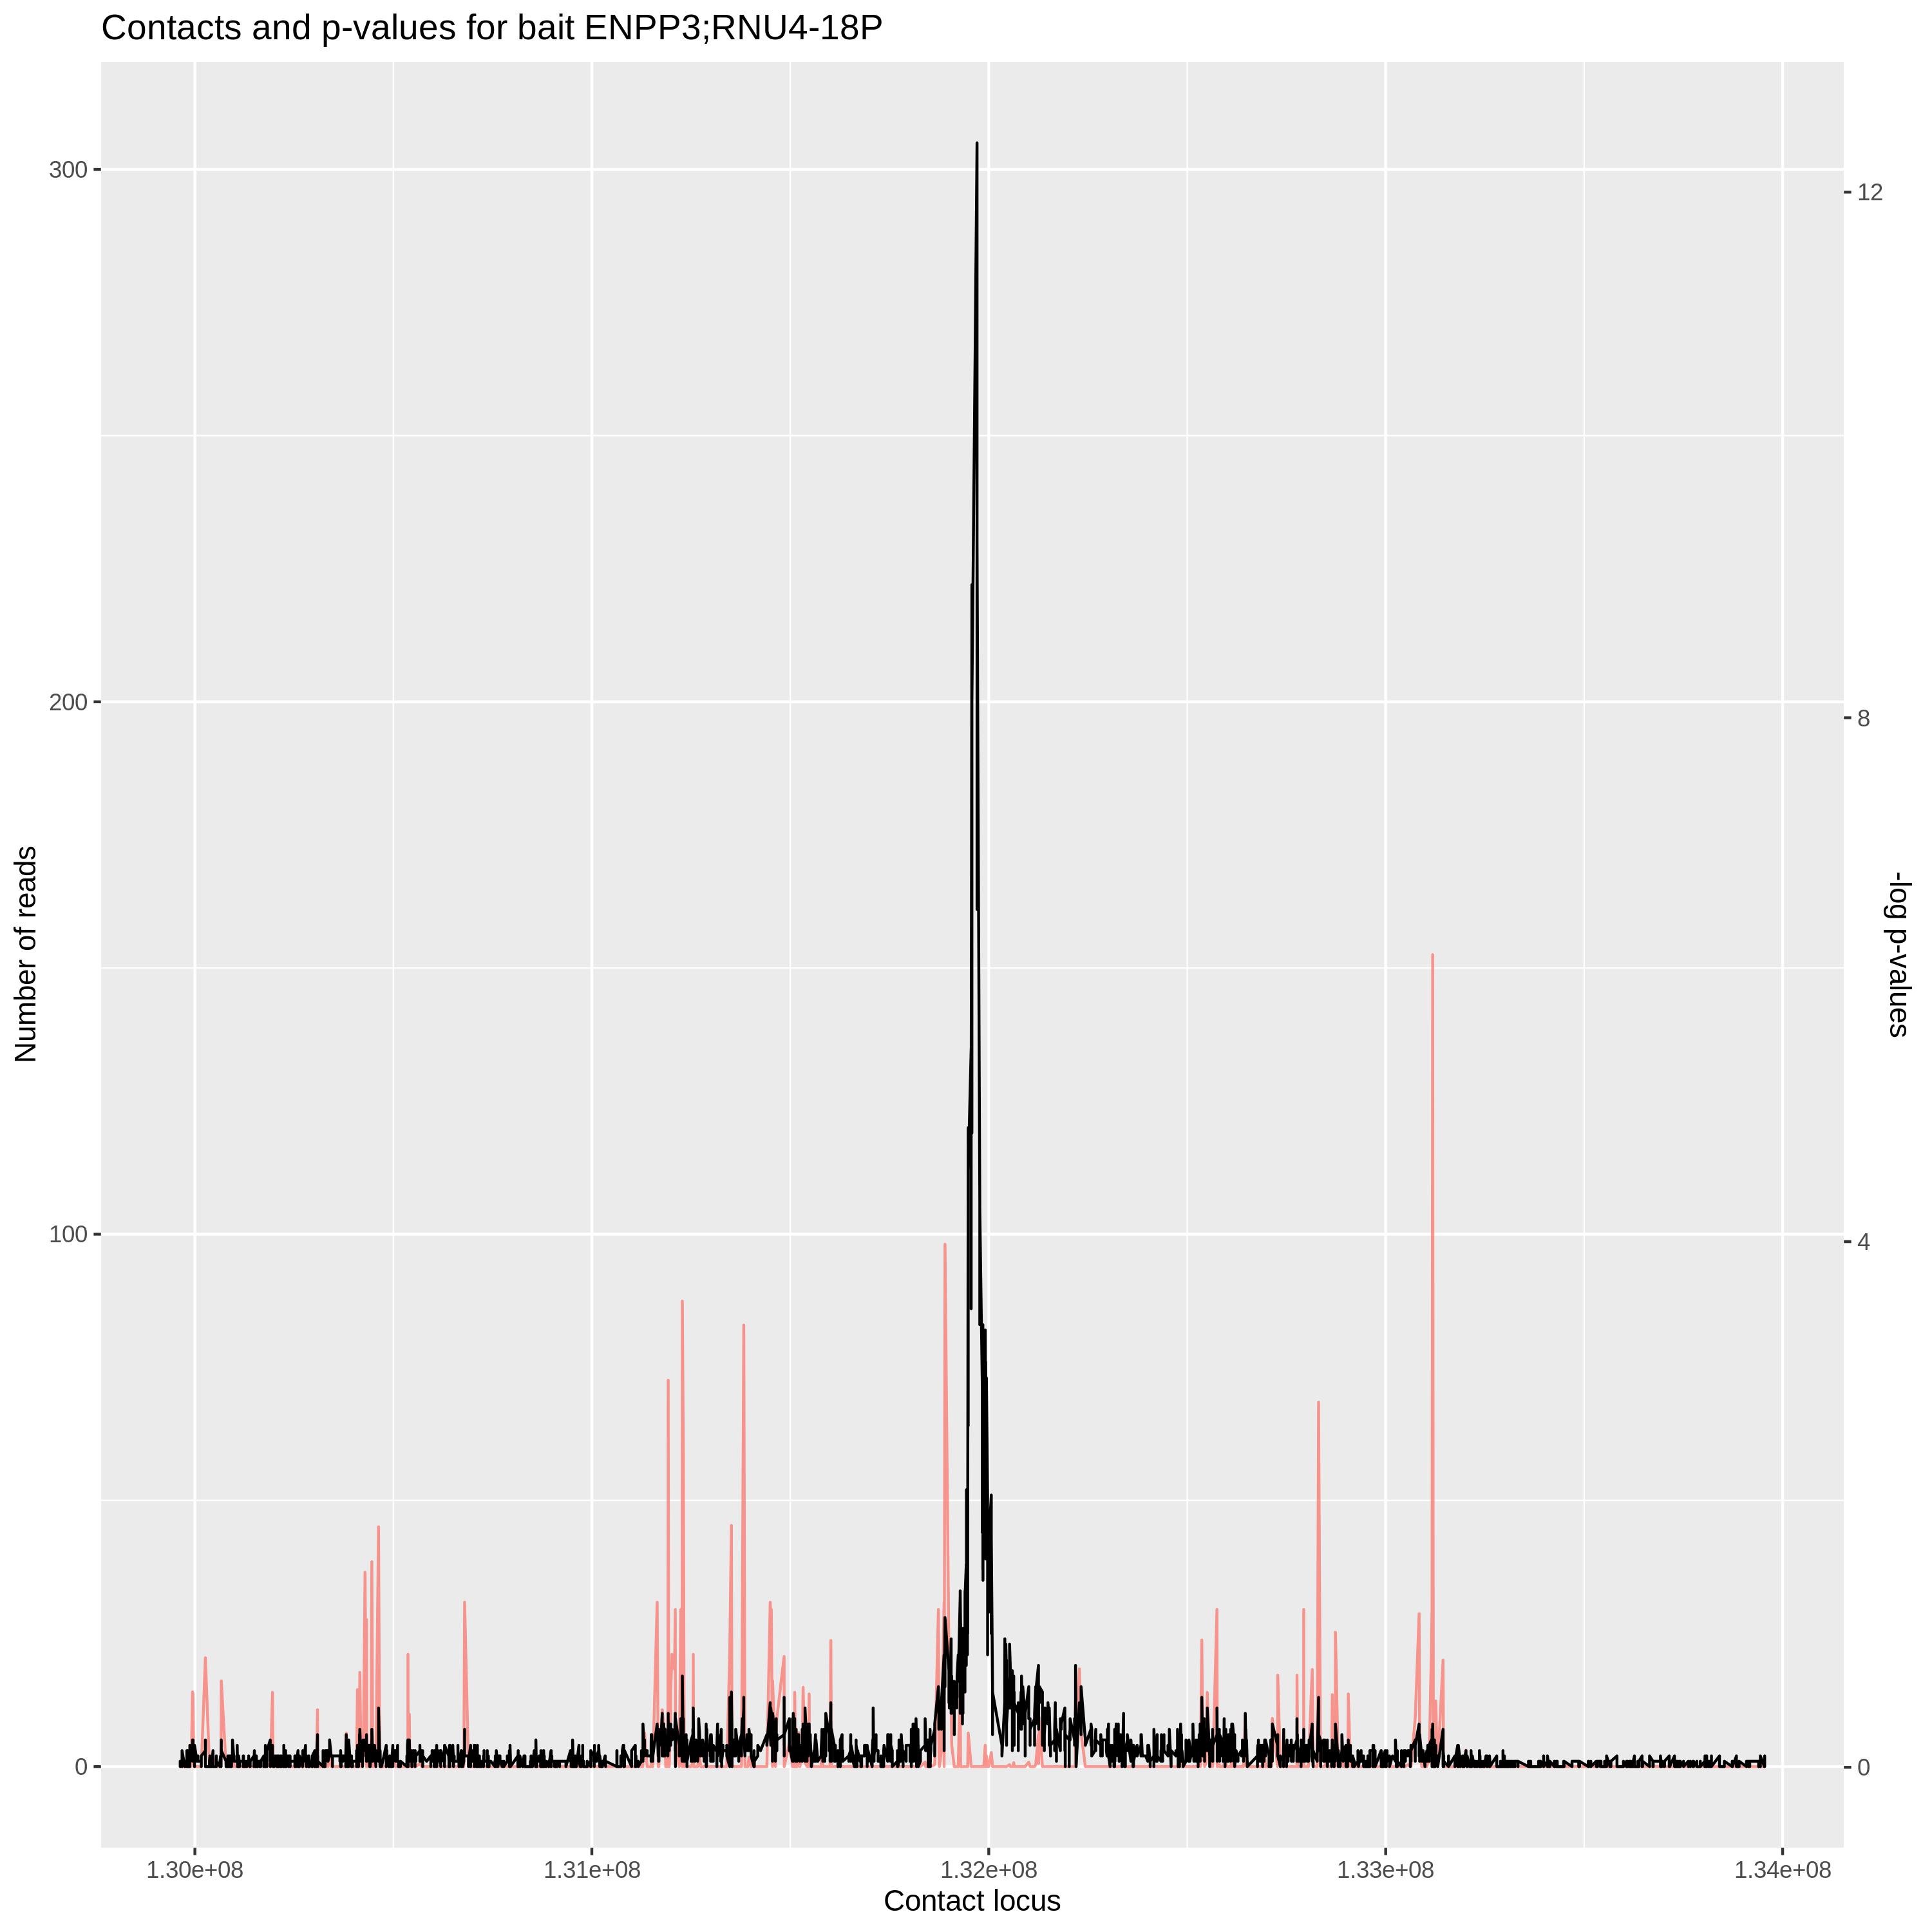 Contacts and p-values for bait ENPP3;RNU4-18P
300
200
100
0
Number of reads
12
8
4
0
-log p-values
1.30e+08
1.31e+08
1.32e+08
1.33e+08
1.34e+08
Contact locus